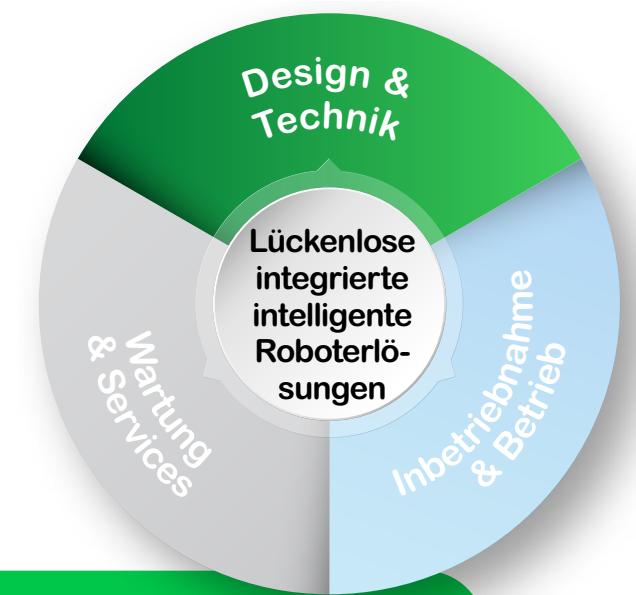 Design &
Technik
Lückenlose
integrierte
intelligente
Roboterlö-
sungen
Wartung
& Services
Inbetriebnahme
& Betrieb